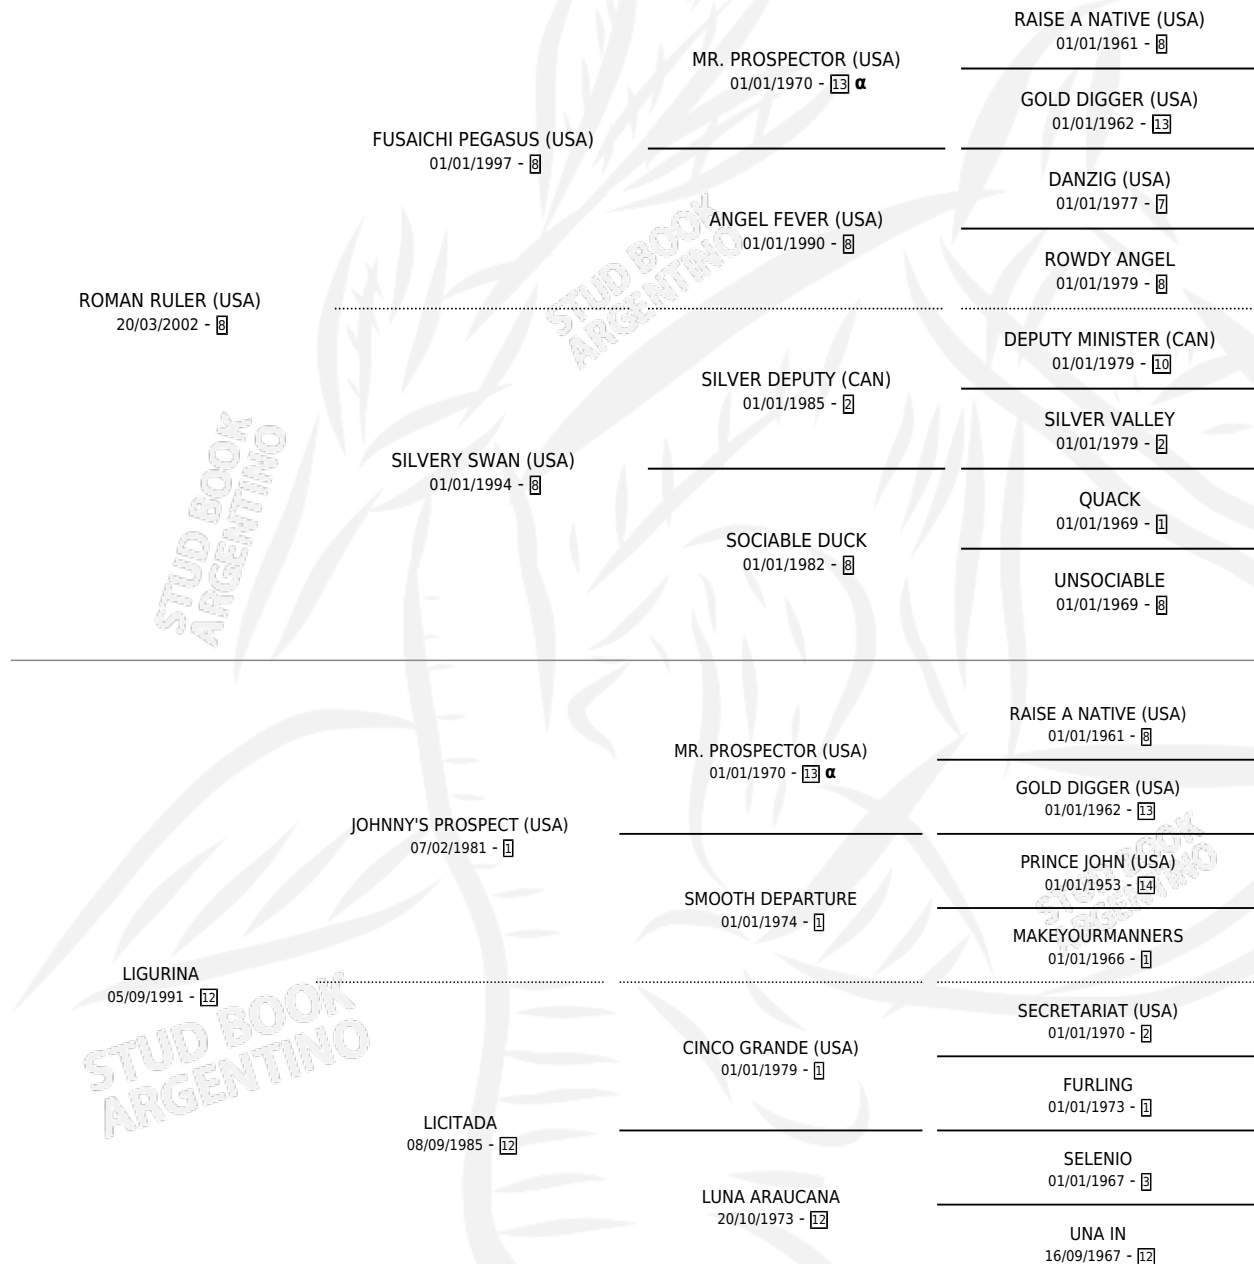 RAISE A NATIVE (USA)
01/01/1961 - 8
MR. PROSPECTOR (USA)
01/01/1970 - 13 α
GOLD DIGGER (USA)
01/01/1962 - 13
FUSAICHI PEGASUS (USA)
01/01/1997 - 8
DANZIG (USA)
01/01/1977 - 7
ANGEL FEVER (USA)
01/01/1990 - 8
ROWDY ANGEL
01/01/1979 - 8
ROMAN RULER (USA)
20/03/2002 - 8
DEPUTY MINISTER (CAN)
01/01/1979 - 10
SILVER DEPUTY (CAN)
01/01/1985 - 2
SILVER VALLEY
01/01/1979 - 2
SILVERY SWAN (USA)
01/01/1994 - 8
QUACK
01/01/1969 - 1
SOCIABLE DUCK
01/01/1982 - 8
UNSOCIABLE
01/01/1969 - 8
STUD BOOK
ARGENTINO
STUD BOOK
ARGENTINO
RAISE A NATIVE (USA)
01/01/1961 - 8
MR. PROSPECTOR (USA)
01/01/1970 - 13 α
GOLD DIGGER (USA)
01/01/1962 - 13
JOHNNY'S PROSPECT (USA)
07/02/1981 - 1
PRINCE JOHN (USA)
01/01/1953 - 14
SMOOTH DEPARTURE
01/01/1974 - 1
MAKEYOURMANNERS
01/01/1966 - 1
LIGURINA
05/09/1991 - 12
SECRETARIAT (USA)
01/01/1970 - 2
CINCO GRANDE (USA)
01/01/1979 - 1
FURLING
01/01/1973 - 1
LICITADA
08/09/1985 - 12
SELENIO
01/01/1967 - 3
LUNA ARAUCANA
20/10/1973 - 12
UNA IN
16/09/1967 - 12
STUD BOOK
ARGENTINO
STUD BOOK
ARGENTINO